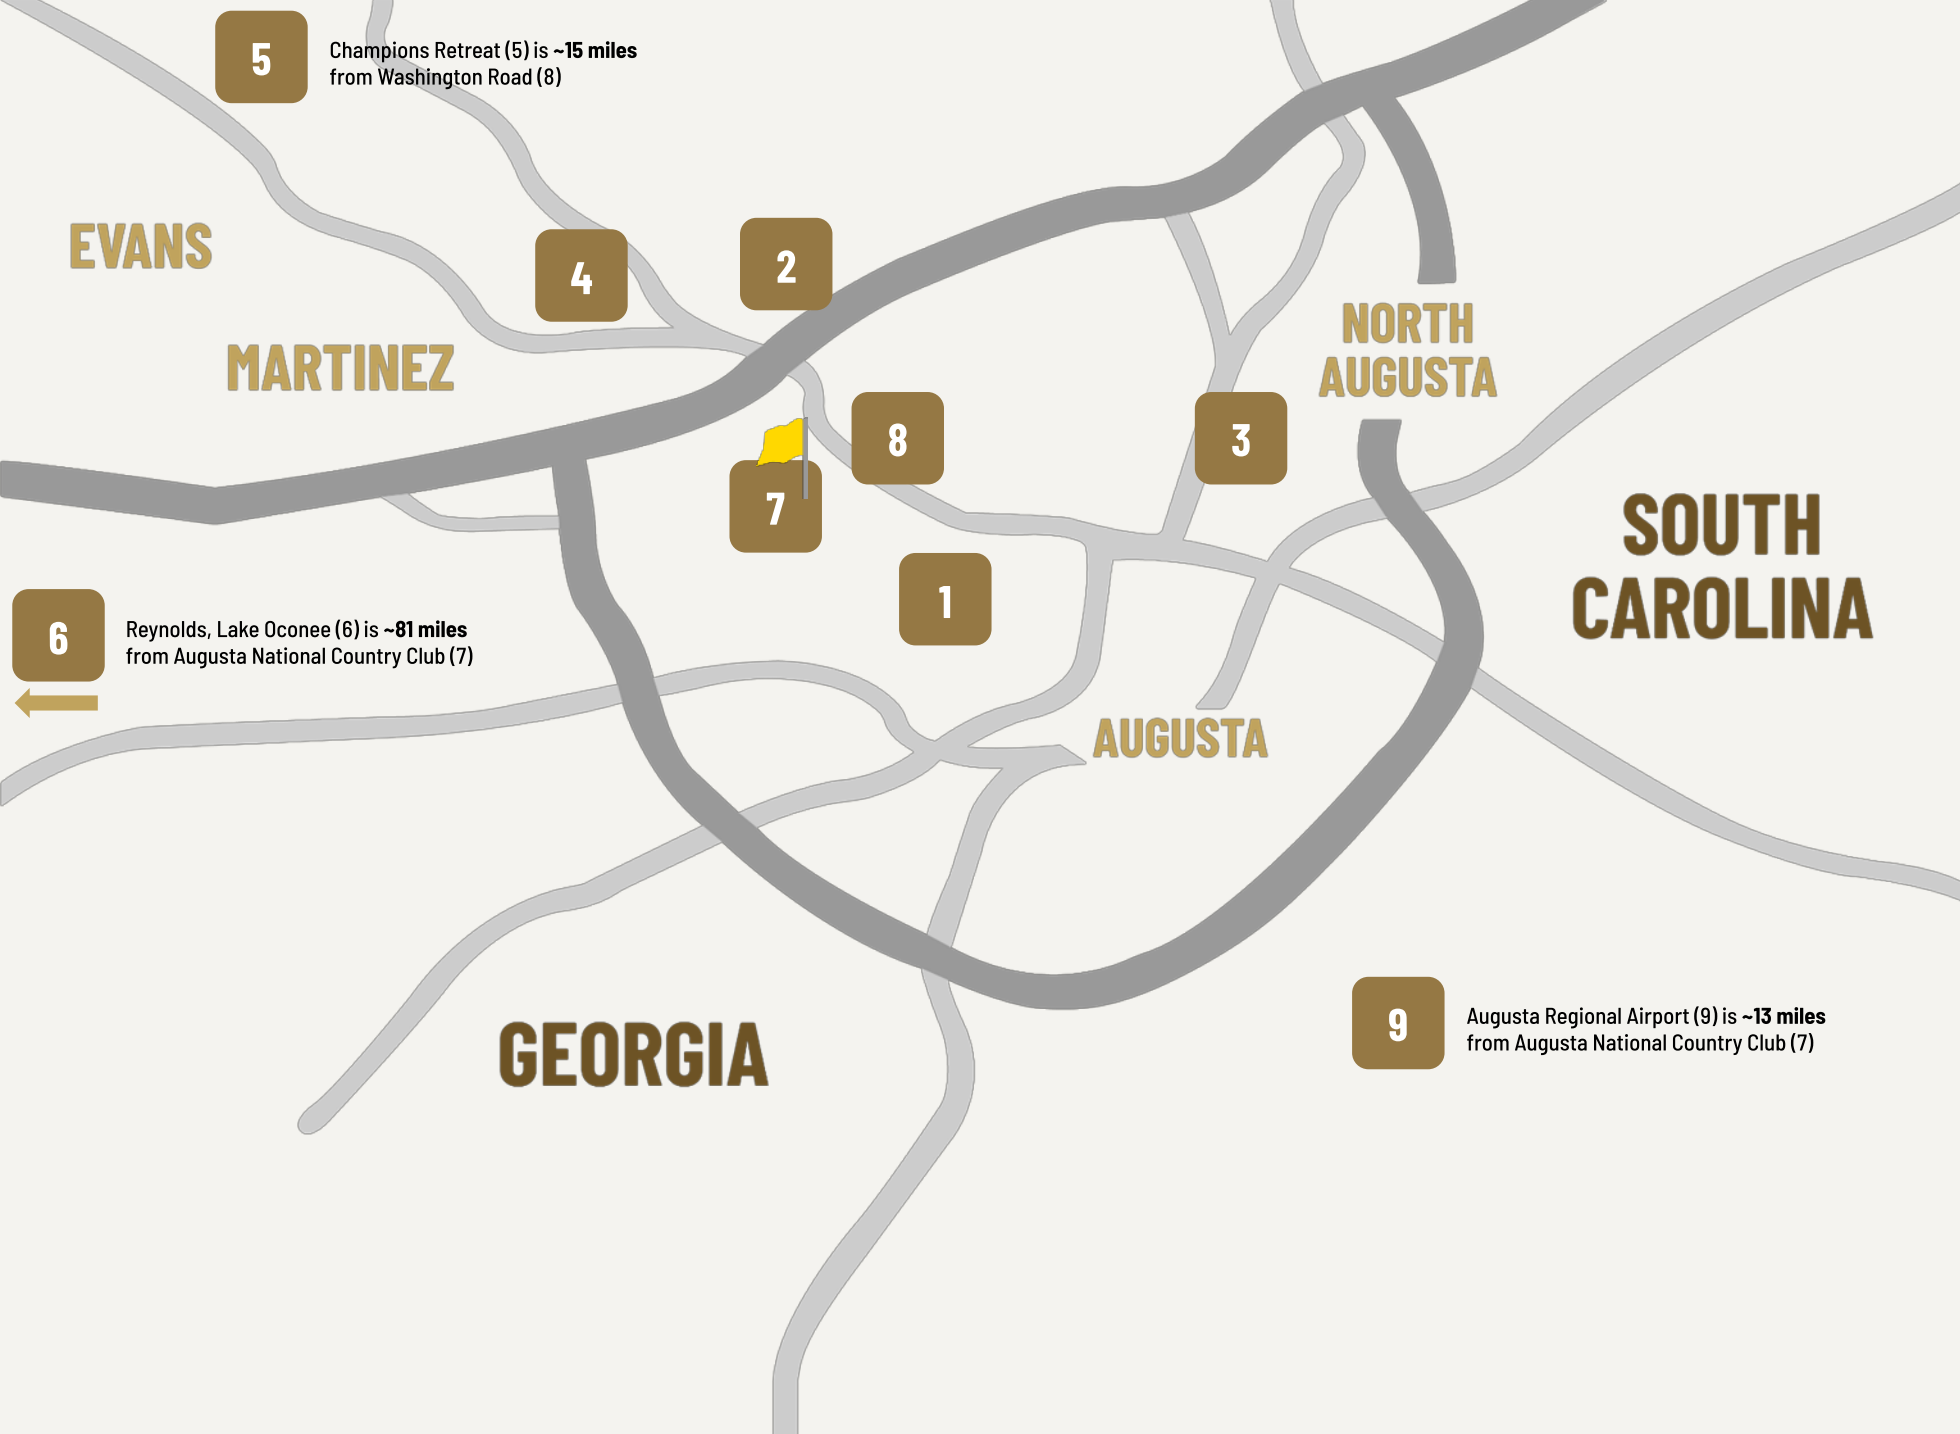 5
Champions Retreat (5) is ~15 miles
from Washington Road (8)
EVANS
4
2
MARTINEZ
NORTH
AUGUSTA
8
3
7
SOUTH
CAROLINA
1
6
Reynolds, Lake Oconee (6) is ~81 miles
from Augusta National Country Club (7)
AUGUSTA
GEORGIA
9
Augusta Regional Airport (9) is ~13 miles
from Augusta National Country Club (7)